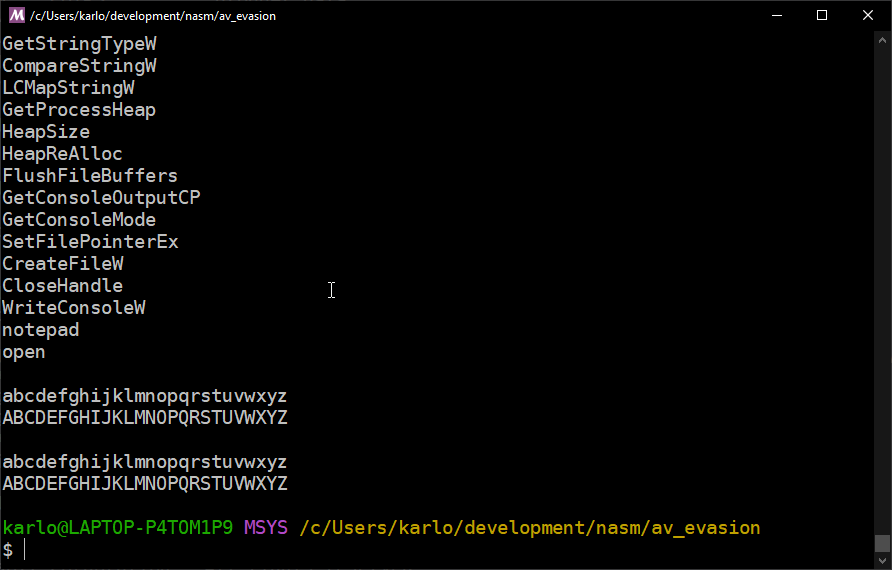 /c/Users/karlo/development/nasm/av_evasion
GetStringTypeW
CompareStringW
LCMapStringW
GetProcessHeap
HeapSize
HeapReAlloc
FlushFileBuffers
GetConsoleOutputCP
GetConsoleMode
SetFilePointerEx
CreateFileW
CloseHandle
WriteConsoleW
notepad
open
abcdefghijklmnopqrstuvwxyz
ABCDEFGHIJKLMNOPQRSTUVWXYZ
abcdefghijklmnopqrstuvwxyz
ABCDEFGHIJKLMNOPQRSTUVWXYZ
karlo@LAPTOP-P4TOM1P9 MSYS /c/Users/karlo/development/nasm/av_evasion
$